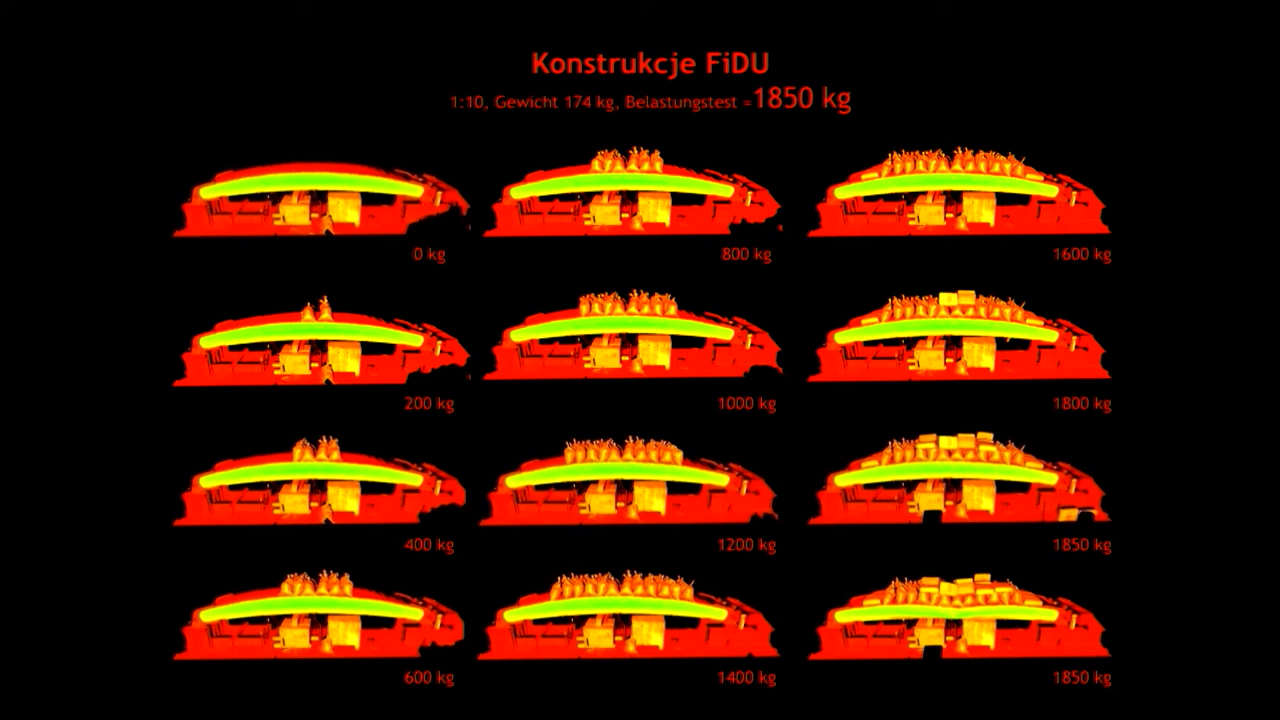 Konstrukcje FiDU
1:10, Gewicht 174 kg, Belastungstest =1850 kg
0 kg
800 kg
1600 kg
200 kg
1000 kg
1800 kg
400 kg
1200 kg
1850 kg
600 kg
1400 kg
1850 kg